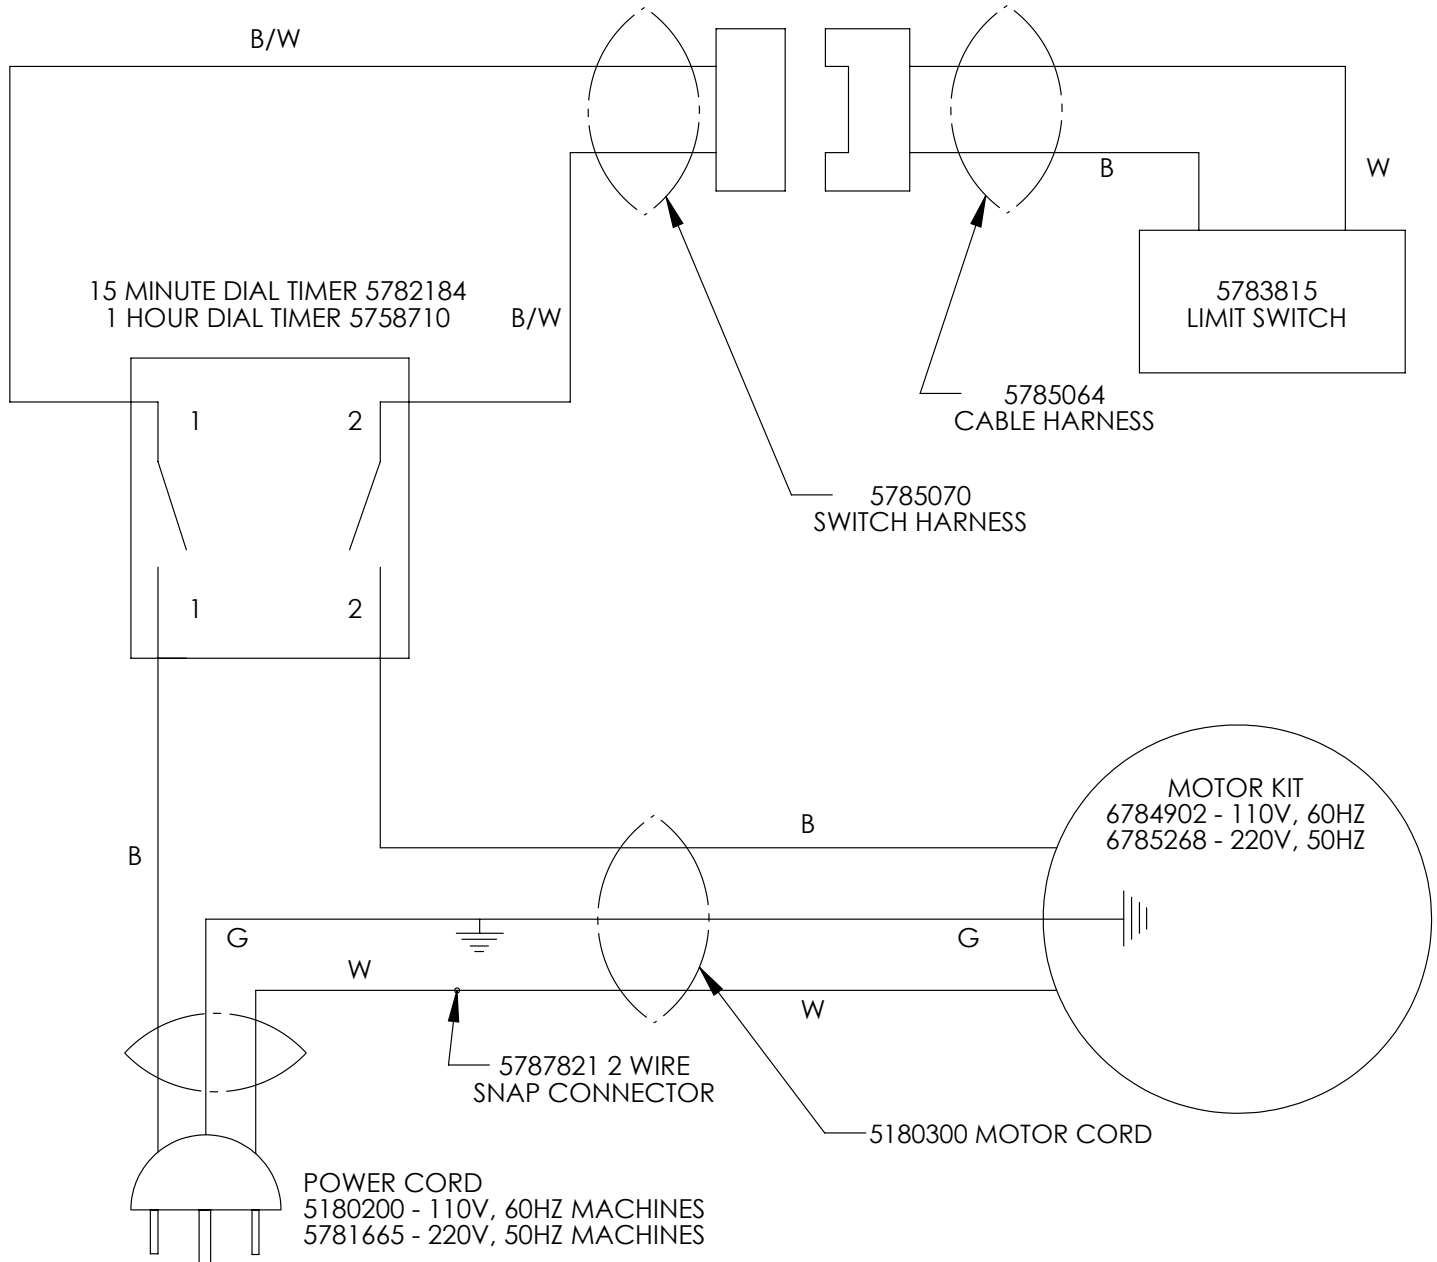 B/W
B
W
15 MINUTE DIAL TIMER 5782184
1 HOUR DIAL TIMER 5758710
B/W
5783815
LIMIT SWITCH
1
2
5785064
CABLE HARNESS
5785070
SWITCH HARNESS
1
2
MOTOR KIT
6784902 - 110V, 60HZ
6785268 - 220V, 50HZ
B
B
G
G
W
W
5787821 2 WIRE
SNAP CONNECTOR
5180300 MOTOR CORD
POWER CORD
5180200 - 110V, 60HZ MACHINES
5781665 - 220V, 50HZ MACHINES